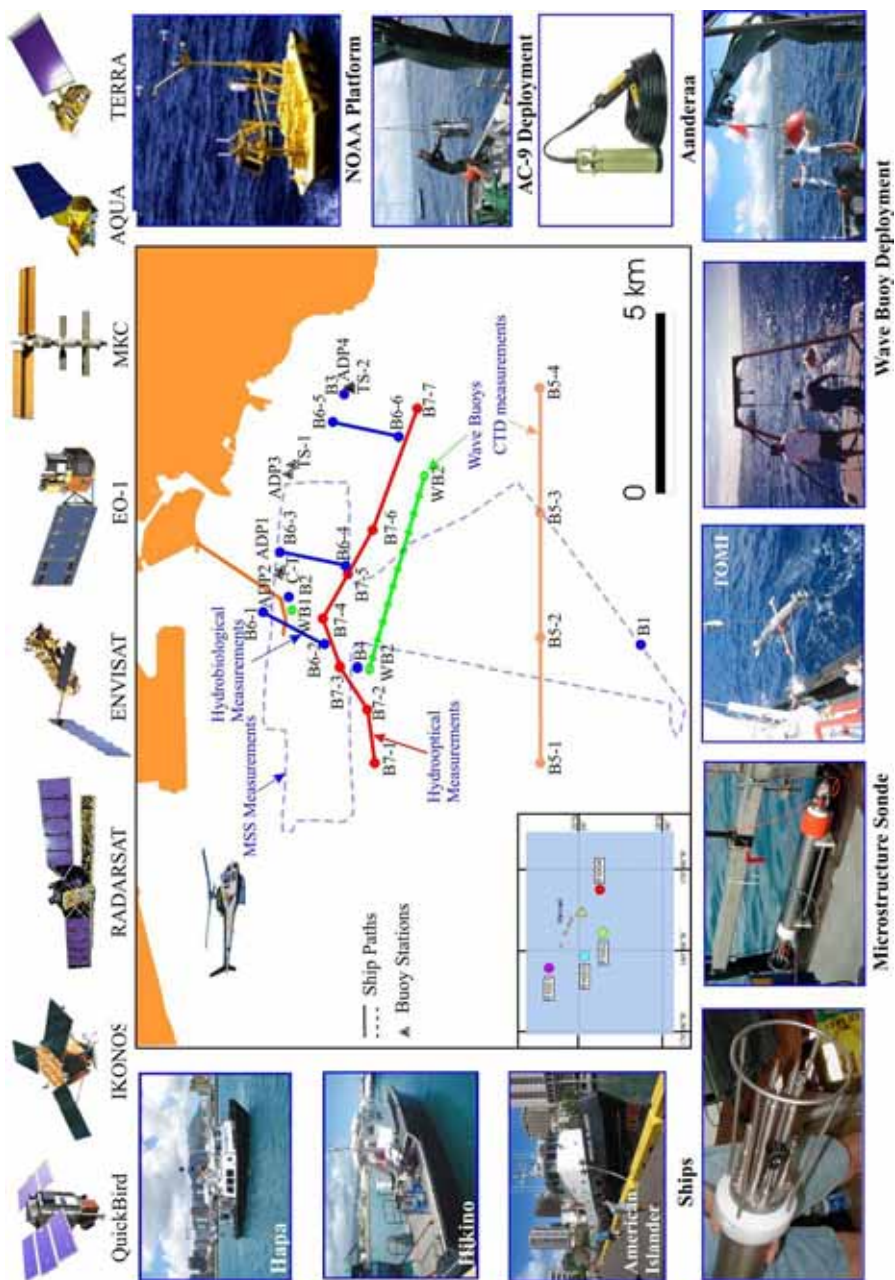 QuickBird
IKONOS
RADARSAT
ENVISAT
EO-1
MKC
AQUA
TERRA
Hapa
Hikino
American
Islander
Ships
Ship Paths
Buoy Stations
MSS Measurements
Hydrobiological
Measurements
Hydrooptical
Measurements
Wave Buoys
CTD measurements
B6-1
ADP2
ADP1
C-1
B2
WB1
B6-2
B6-3
B6-4
ADP3
TS-1
B6-5
B3
ADP4
TS-2
B6-6
B7-1
B7-2
B7-3
B7-4
B7-5
B7-6
B7-7
B4
WB2
WB2
B5-1
B5-2
B5-3
B5-4
B1
0
5 km
NOAA Platform
AC-9 Deployment
Aanderaa
Microstructure Sonde
TOMI
Wave Buoy Deployment